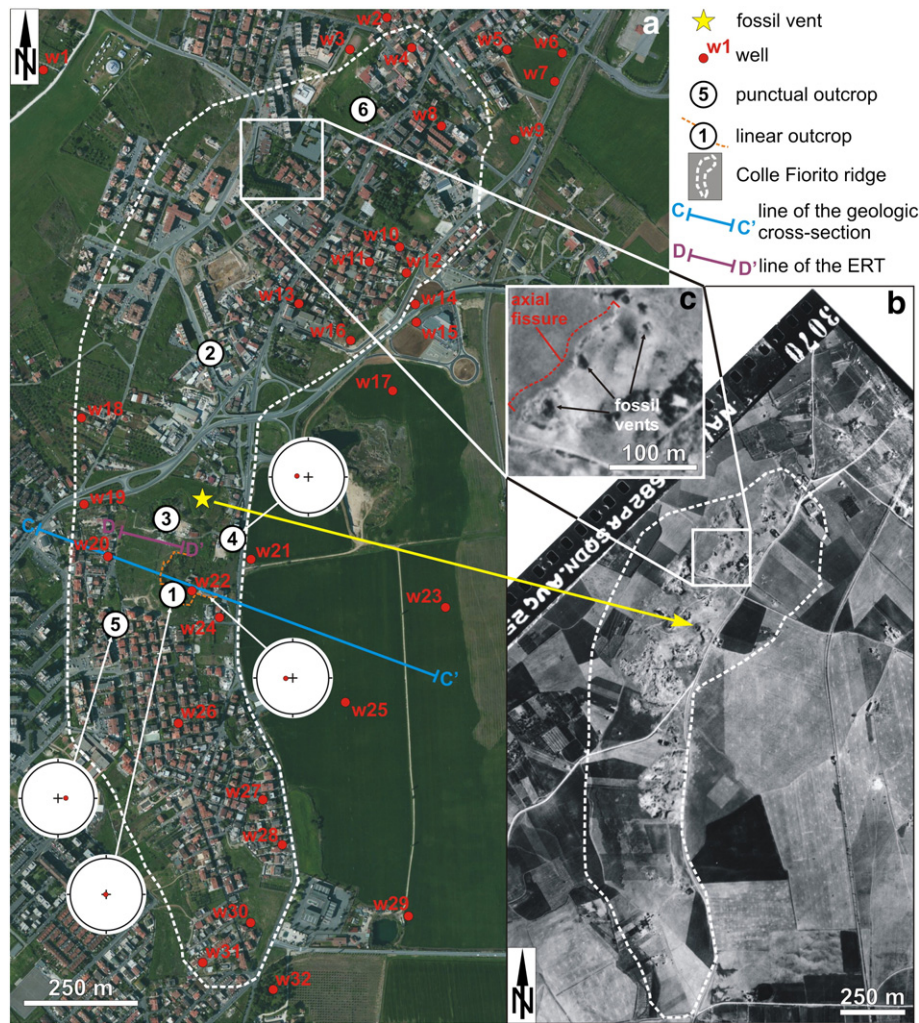 a
N
w1
w2
w3
w4
w5
w6
w7
w8
w9
6
w10
w11
w12
w13
w14
w15
w16
2
w17
w18
w19
3
4
C
D
D'
w20
w21
1
w22
w23
w24
5
C'
w25
w26
w27
w28
w29
w30
w31
w32
250 m
fossil vent
w1 well
5 punctual outcrop
1 linear outcrop
Colle Fiorito ridge
C C' line of the geologic
cross-section
D D' line of the ERT
c
axial
fissure
fossil
vents
100 m
b
3070
N
250 m